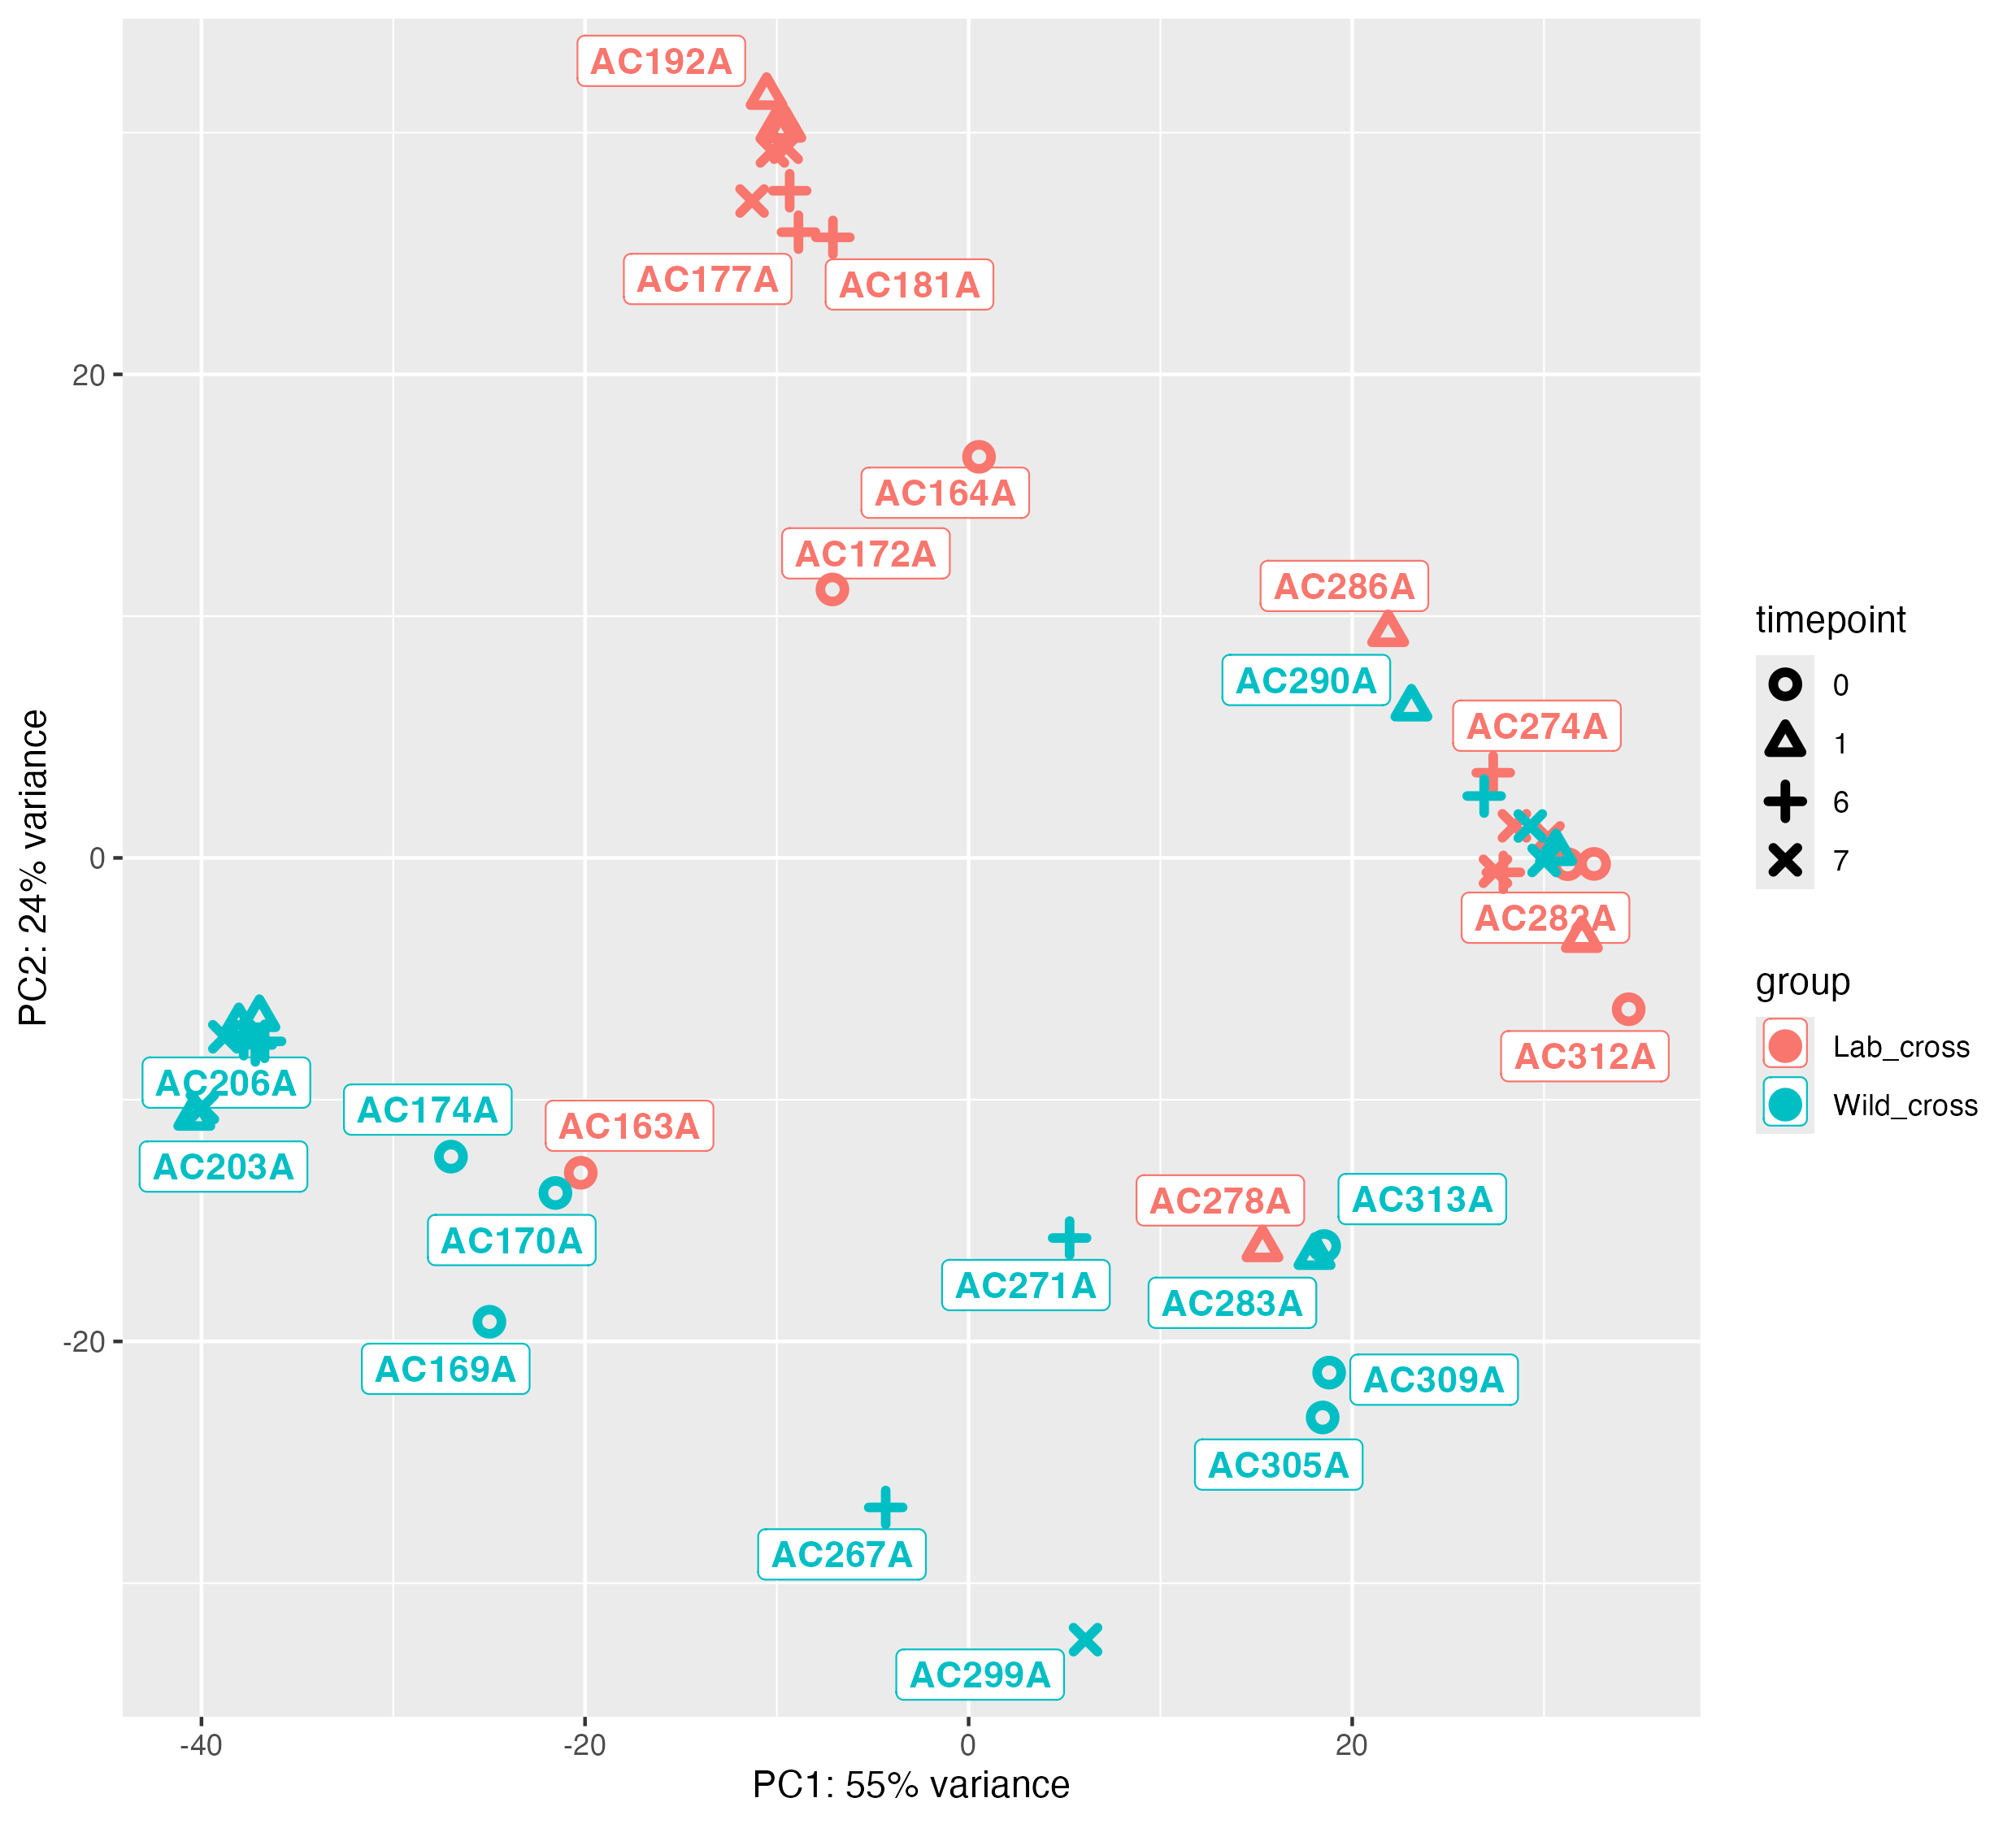 AC192A
AC177A
AC181A
20
AC164A
AC172A
AC286A
AC290A
AC274A
0
AC282A
AC312A
AC206A
AC174A
AC163A
AC203A
AC170A
AC278A
AC313A
AC271A
AC283A
-20
AC169A
AC309A
AC305A
AC267A
AC299A
-40
-20
0
20
PC1: 55% variance
PC2: 24% variance
timepoint
0
1
6
7
group
Lab_cross
Wild_cross